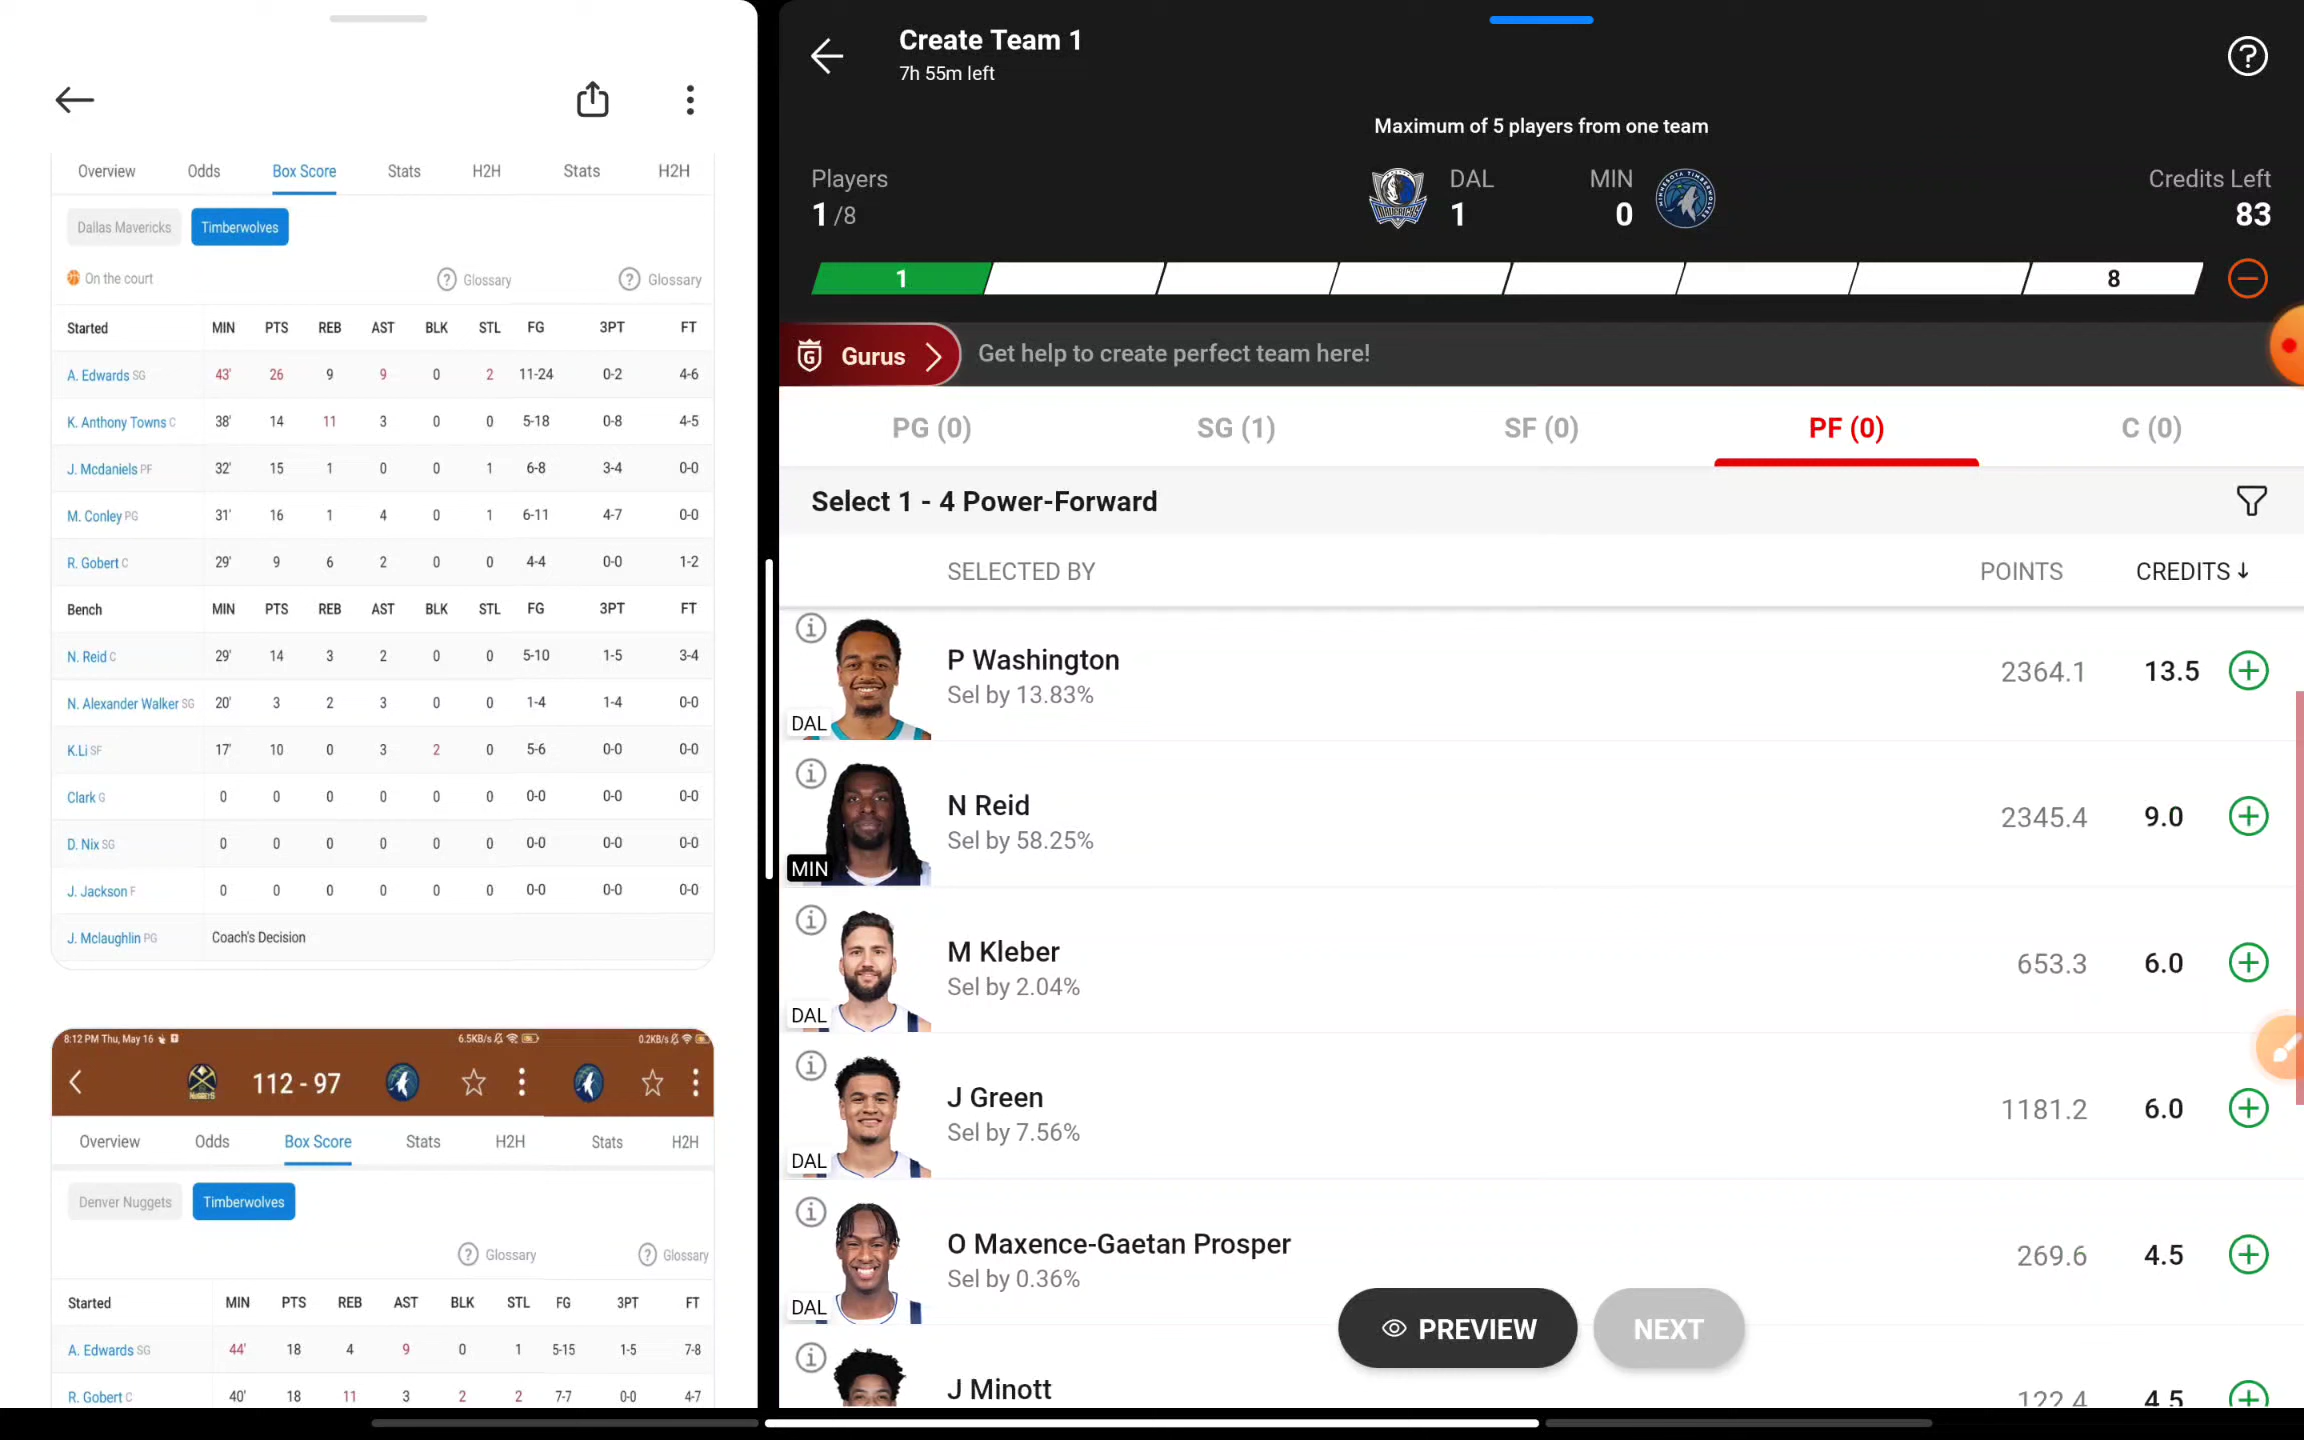 Overview Odds Box Score Stats H2H Stats H2H
Dallas Mavericks Timberwolves
On the court ? Glossary ? Glossary
Started MIN PTS REB AST BLK STL FG 3PT FT
A. Edwards SG 43' 26 9 9 0 2 11-24 0-2 4-6
K. Anthony Towns C 38' 14 11 3 0 0 5-18 0-8 4-5
J. Mcdaniels PF 32' 15 1 0 0 1 6-8 3-4 0-0
M. Conley PG 31' 16 1 4 0 1 6-11 4-7 0-0
R. Gobert C 29' 9 6 2 0 0 4-4 0-0 1-2
Bench MIN PTS REB AST BLK STL FG 3PT FT
N. Reid C 29' 14 3 2 0 0 5-10 1-5 3-4
N. Alexander Walker SG 20' 3 2 3 0 0 1-4 1-4 0-0
K.Li SF 17' 10 0 3 2 0 5-6 0-0 0-0
Clark G 0 0 0 0 0 0 0-0 0-0 0-0
D. Nix SG 0 0 0 0 0 0 0-0 0-0 0-0
J. Jackson F 0 0 0 0 0 0 0-0 0-0 0-0
J. Mclaughlin PG Coach's Decision
8:12 PM Thu, May 16 6.5KB/s 0.2KB/s
NUGGETS 112 - 97
Overview Odds Box Score Stats H2H Stats H2H
Denver Nuggets Timberwolves
? Glossary ? Glossary
Started MIN PTS REB AST BLK STL FG 3PT FT
A. Edwards SG 44' 18 4 9 0 1 5-15 1-5 7-8
R. Gobert C 40' 18 11 3 2 2 7-7 0-0 4-7
Create Team 1
7h 55m left
?
Maximum of 5 players from one team
Players DAL MIN Credits Left
1 /8 1 0 83
MAVERICKS
MINNESOTA TIMBERWOLVES
1 8
G Gurus Get help to create perfect team here!
PG (0) SG (1) SF (0) PF (0) C (0)
Select 1 - 4 Power-Forward
SELECTED BY POINTS CREDITS ↓
P Washington
Sel by 13.83% 2364.1 13.5
DAL
N Reid
Sel by 58.25% 2345.4 9.0
MIN
M Kleber
Sel by 2.04% 653.3 6.0
DAL
J Green
Sel by 7.56% 1181.2 6.0
DAL
O Maxence-Gaetan Prosper
Sel by 0.36% 269.6 4.5
DAL
PREVIEW NEXT
J Minott 122.4 4.5